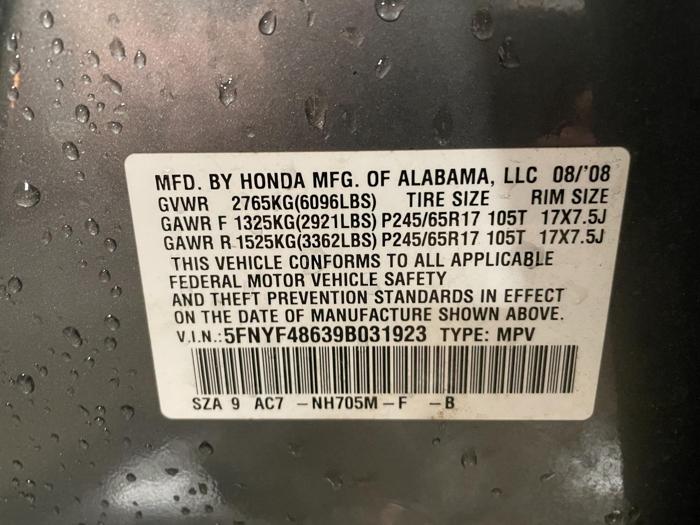 MFD. BY HONDA MFG. OF ALABAMA, LLC 08/'08
GVWR 2765KG(6096LBS) TIRE SIZE RIM SIZE
GAWR F 1325KG(2921LBS) P245/65R17 105T 17X7.5J
GAWR R 1525KG(3362LBS) P245/65R17 105T 17X7.5J
THIS VEHICLE CONFORMS TO ALL APPLICABLE
FEDERAL MOTOR VEHICLE SAFETY
AND THEFT PREVENTION STANDARDS IN EFFECT
ON THE DATE OF MANUFACTURE SHOWN ABOVE.
V.I.N.:5FNYF48639B031923 TYPE: MPV
SZA 9 AC7 -NH705M-F -B